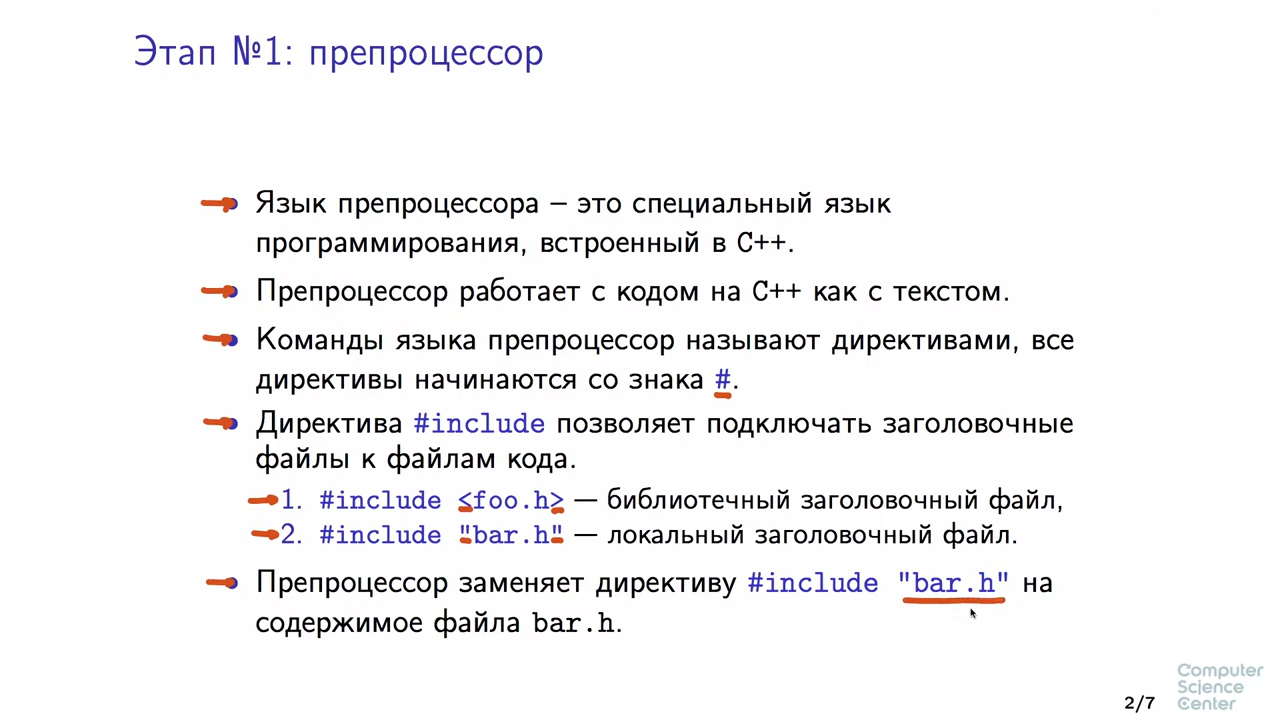 Этап №1: препроцессор
Язык препроцессора – это специальный язык
программирования, встроенный в C++.
Препроцессор работает с кодом на C++ как с текстом.
Команды языка препроцессор называют директивами, все
директивы начинаются со знака #.
Директива #include позволяет подключать заголовочные
файлы к файлам кода.
1. #include <foo.h> — библиотечный заголовочный файл,
2. #include "bar.h" — локальный заголовочный файл.
Препроцессор заменяет директиву #include "bar.h" на
содержимое файла bar.h.
2/7
Computer
Science
Center